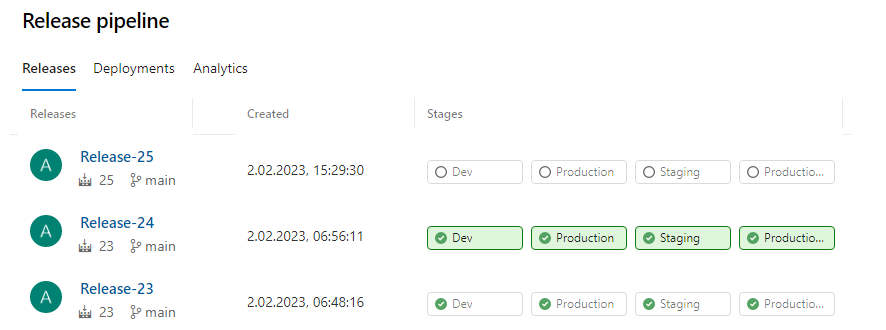 Release pipeline
Releases Deployments Analytics
Releases Created Stages
A Release-25 2.02.2023, 15:29:30 Dev Production Staging Productio...
25 main
A Release-24 2.02.2023, 06:56:11 Dev Production Staging Productio...
23 main
A Release-23 2.02.2023, 06:48:16 Dev Production Staging Productio...
23 main